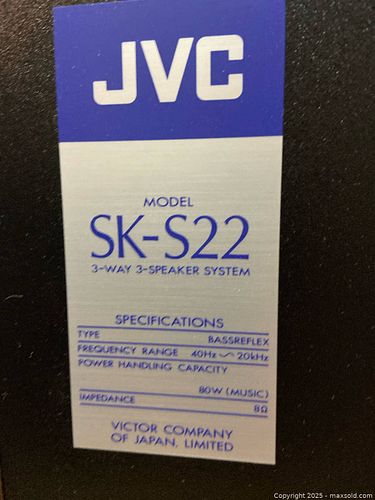 JVC
MODEL
SK-S22
3-WAY 3-SPEAKER SYSTEM
SPECIFICATIONS
TYPE BASSREFLEX
FREQUENCY RANGE 40Hz 〜 20kHz
POWER HANDLING CAPACITY
80W (MUSIC)
IMPEDANCE 8Ω
VICTOR COMPANY
OF JAPAN, LIMITED
Copyright 2025 - maxsold.com